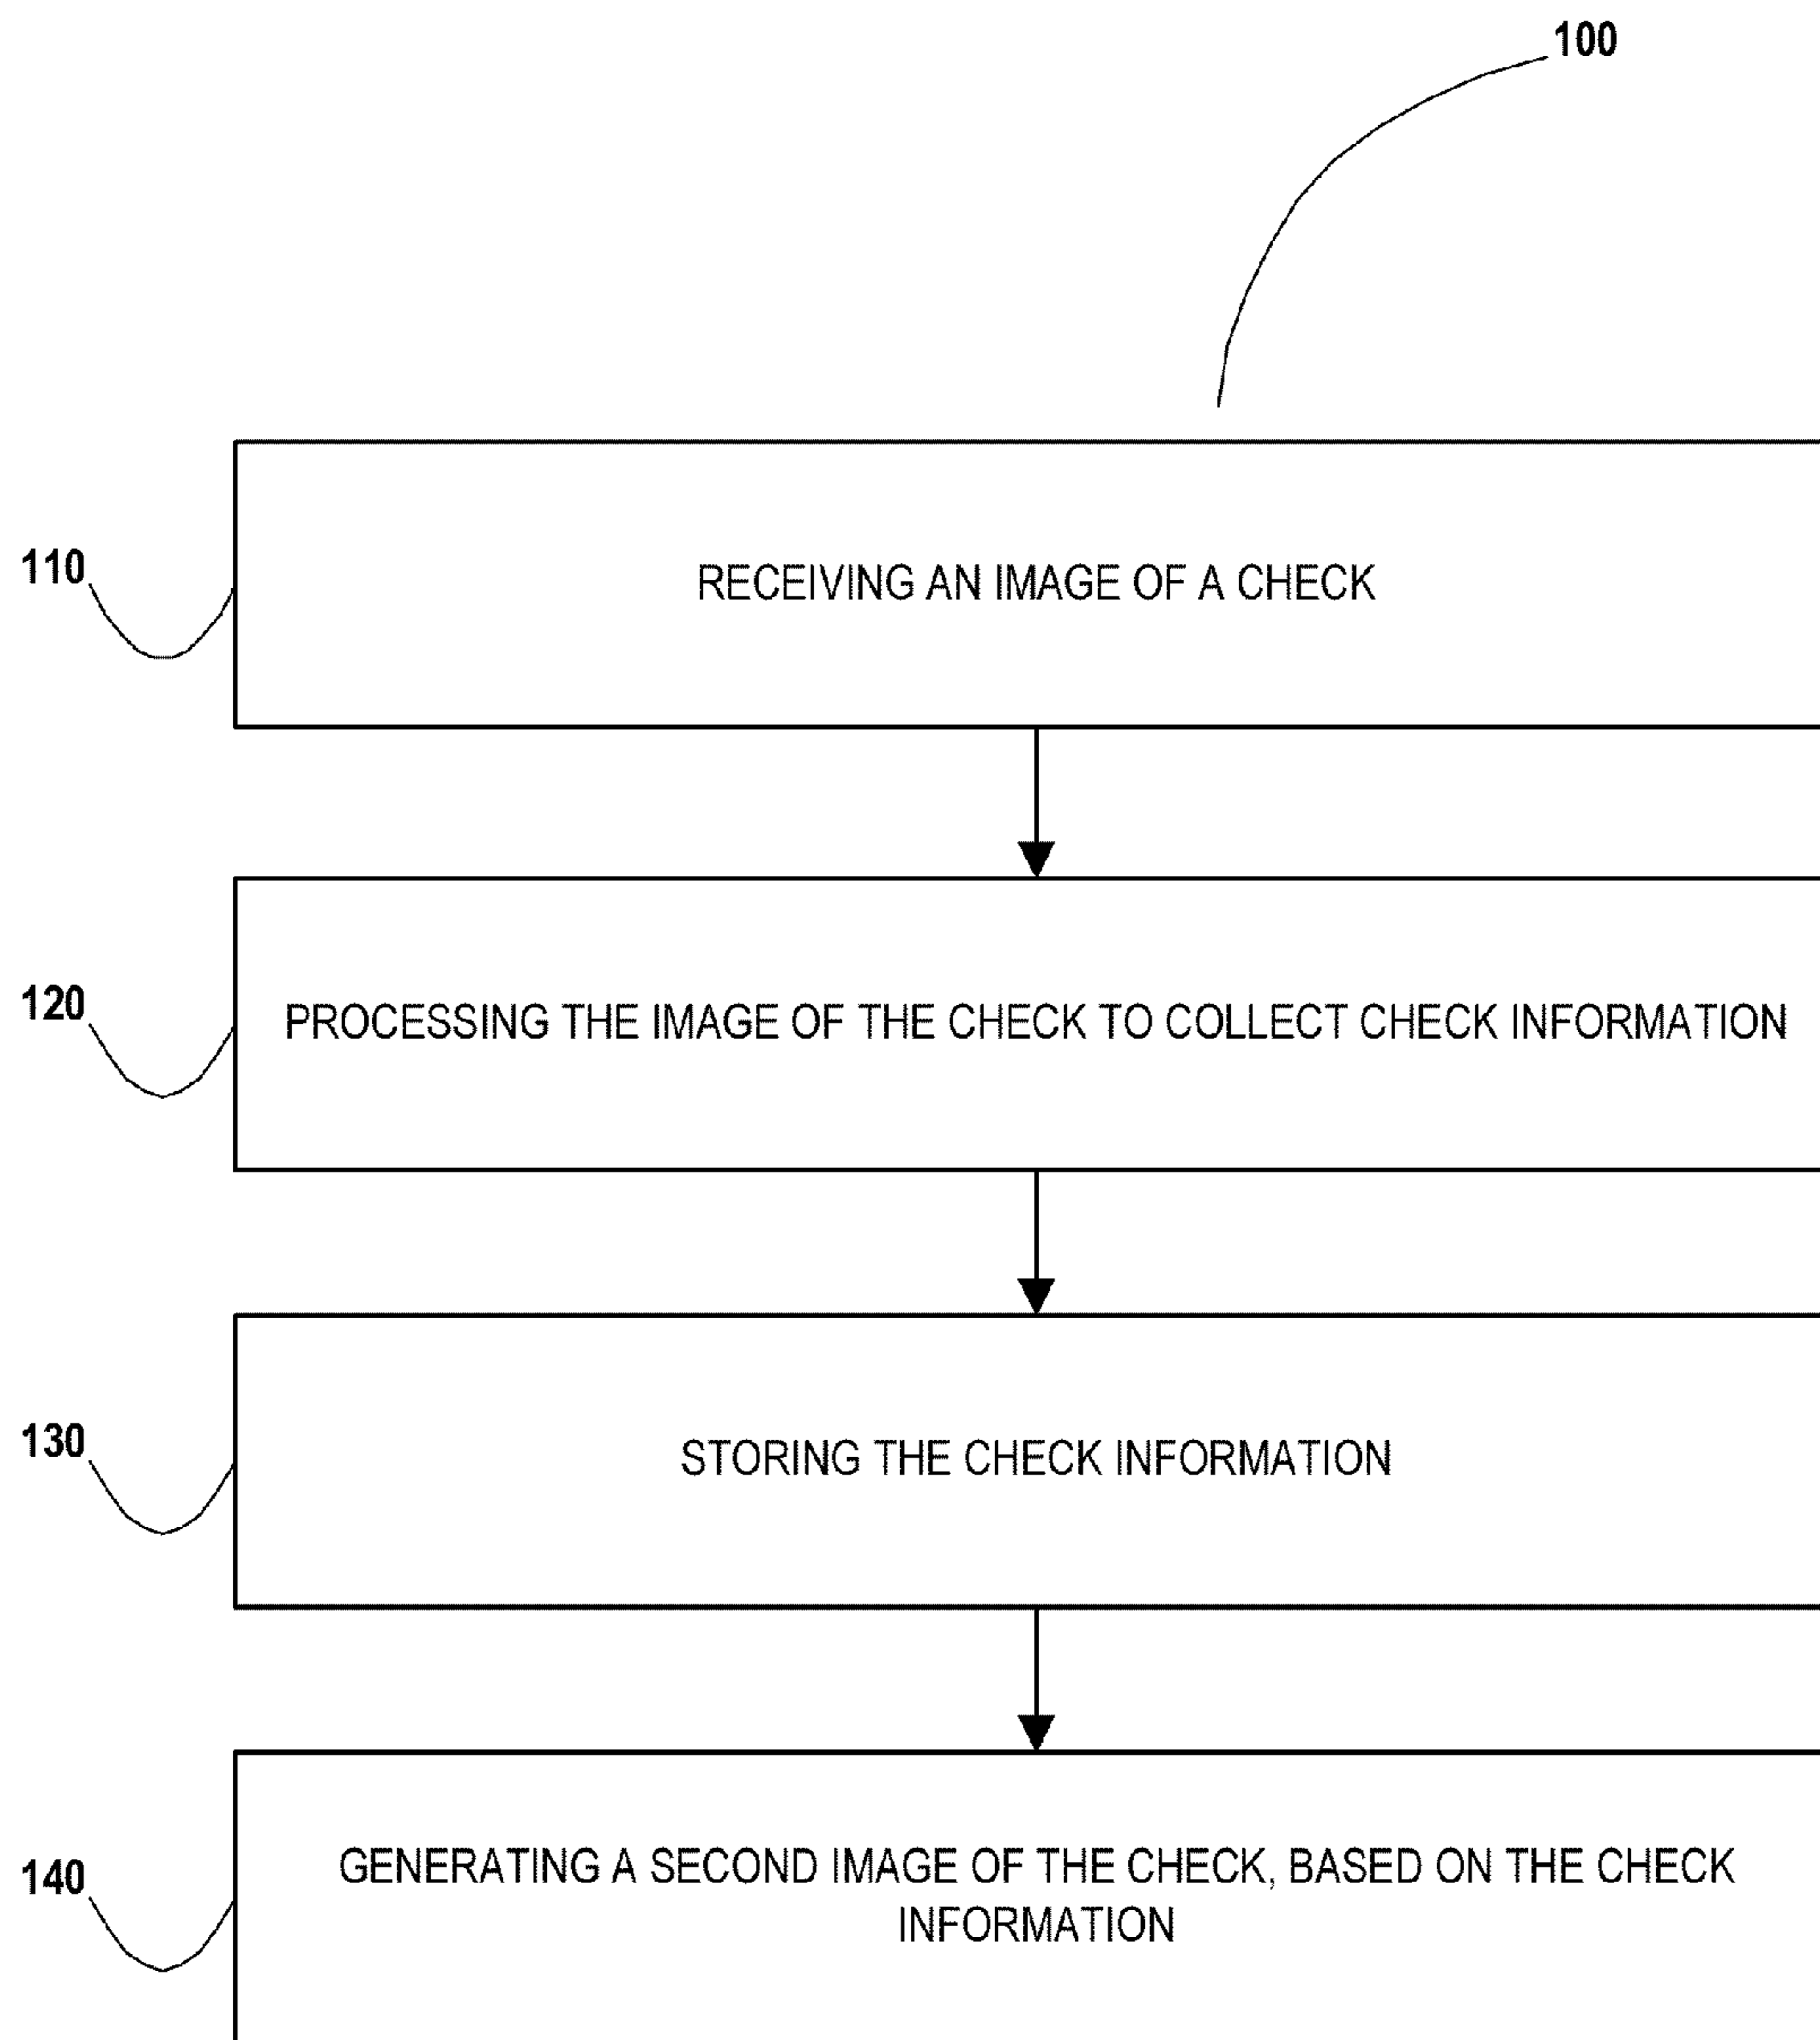 100
110
RECEIVING AN IMAGE OF A CHECK
120
PROCESSING THE IMAGE OF THE CHECK TO COLLECT CHECK INFORMATION
130
STORING THE CHECK INFORMATION
140
GENERATING A SECOND IMAGE OF THE CHECK, BASED ON THE CHECK
INFORMATION